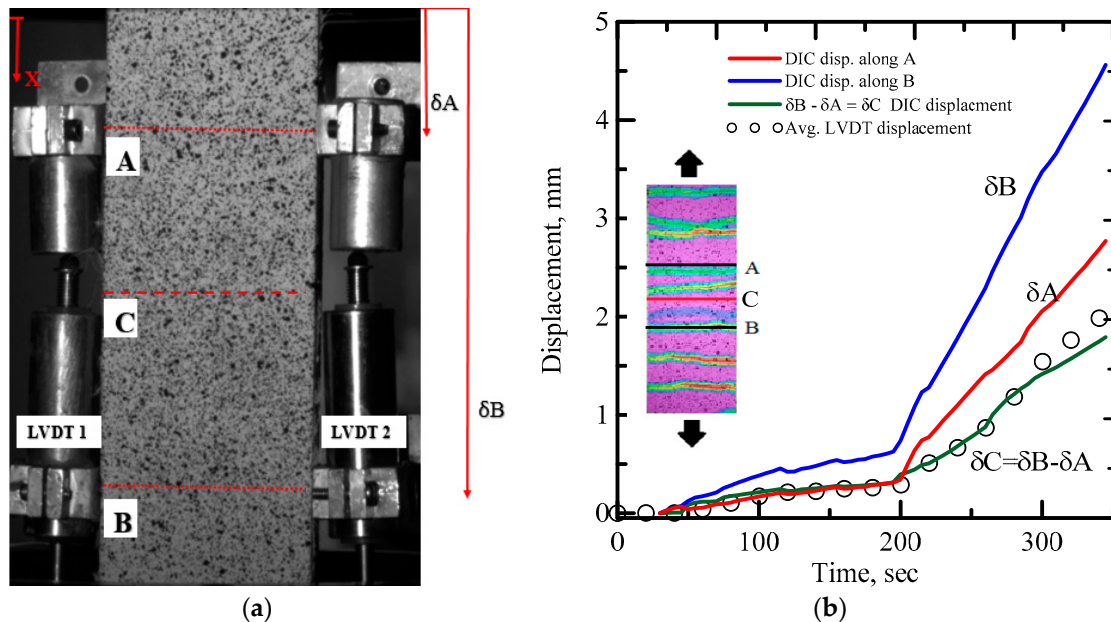 X
A
C
B
LVDT 1
LVDT 2
δA
δB
(a)
5
4
3
2
1
0
Displacement, mm
DIC disp. along A
DIC disp. along B
δB - δA = δC  DIC displacment
Avg. LVDT displacement
A
C
B
δB
δA
δC=δB-δA
0
100
200
300
Time, sec
(b)